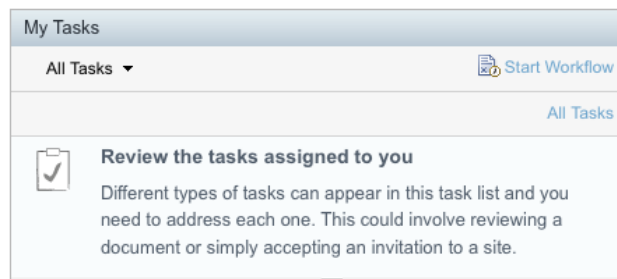 My Tasks
All Tasks
Start Workflow
All Tasks
Review the tasks assigned to you
Different types of tasks can appear in this task list and you
need to address each one. This could involve reviewing a
document or simply accepting an invitation to a site.